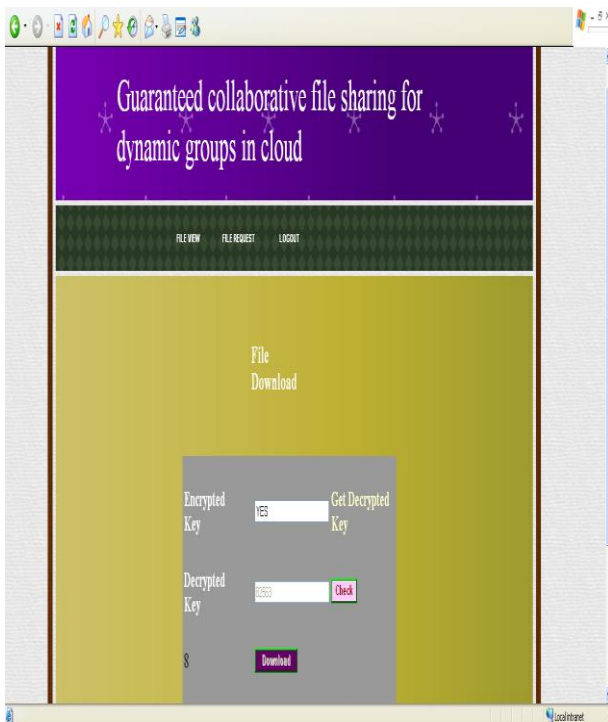 Guaranteed collaborative file sharing for
dynamic groups in cloud
FILE VIEW FILE REQUEST LOGOUT
File
Download
Encrypted
Key
YES
Get Decrypted
Key
Decrypted
Key
Check
8
Download
Local intranet